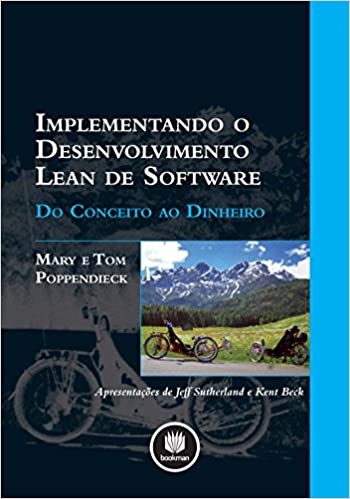 IMPLEMENTANDO O
DESENVOLVIMENTO
LEAN DE SOFTWARE
DO CONCEITO AO DINHEIRO
MARY E TOM
POPPENDIECK
Apresentações de Jeff Sutherland e Kent Beck
bookman